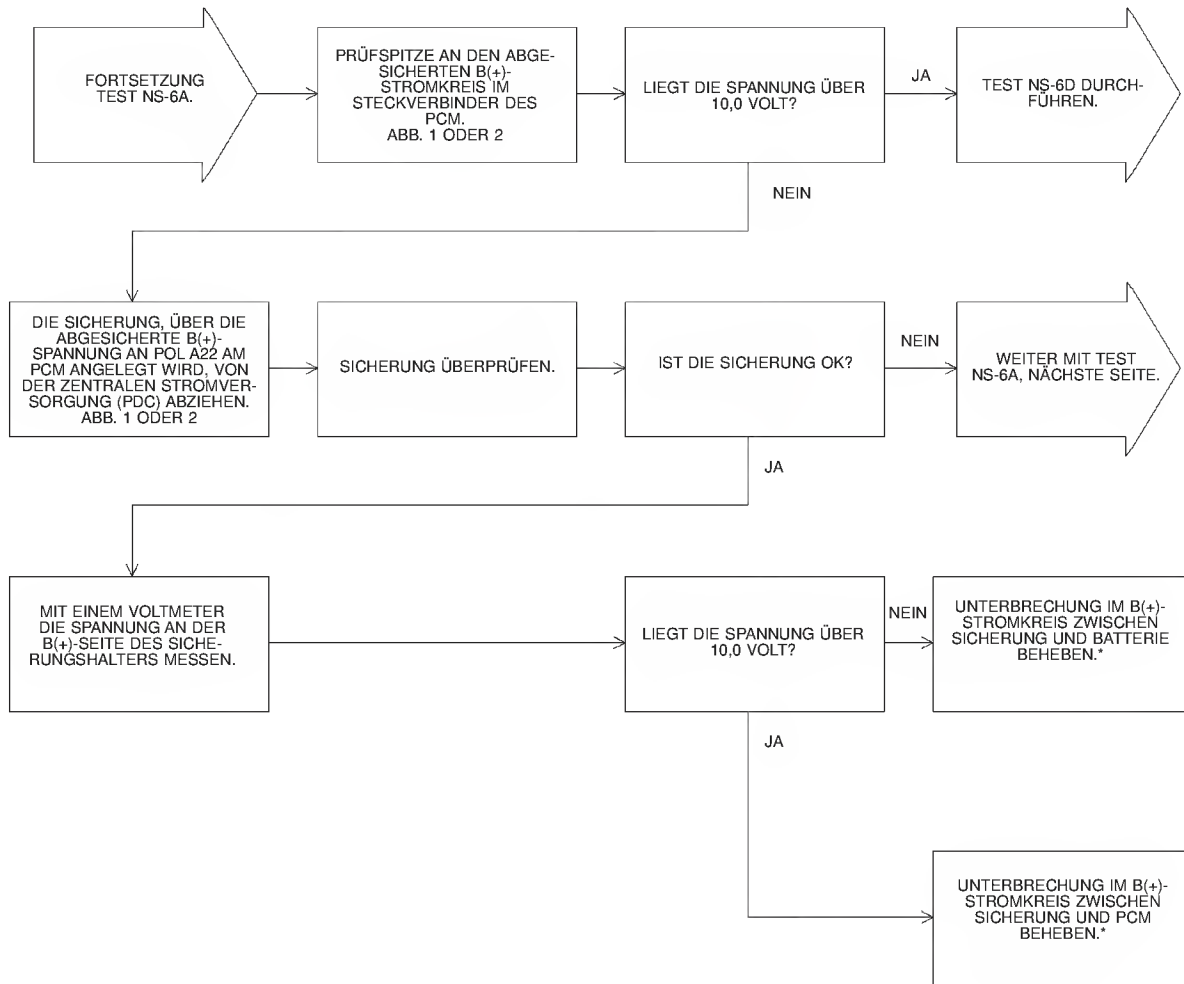 FORTSETZUNG
TEST NS-6A.
PRÜFSPITZE AN DEN ABGE-
SICHERTEN B(+)-
STROMKREIS IM
STECKVERBINDER DES
PCM.
ABB. 1 ODER 2
LIEGT DIE SPANNUNG ÜBER
10,0 VOLT?
JA
TEST NS-6D DURCH-
FÜHREN.
NEIN
DIE SICHERUNG, ÜBER DIE
ABGESICHERTE B(+)-
SPANNUNG AN POL A22 AM
PCM ANGELEGT WIRD, VON
DER ZENTRALEN STROMVER-
SORGUNG (PDC) ABZIEHEN.
ABB. 1 ODER 2
SICHERUNG ÜBERPRÜFEN.
IST DIE SICHERUNG OK?
NEIN
WEITER MIT TEST
NS-6A, NÄCHSTE SEITE.
JA
MIT EINEM VOLTMETER
DIE SPANNUNG AN DER
B(+)-SEITE DES SICHE-
RUNGSHALTERS MESSEN.
LIEGT DIE SPANNUNG ÜBER
10,0 VOLT?
NEIN
UNTERBRECHUNG IM B(+)-
STROMKREIS ZWISCHEN
SICHERUNG UND BATTERIE
BEHEBEN.*
JA
UNTERBRECHUNG IM B(+)-
STROMKREIS ZWISCHEN
SICHERUNG UND PCM
BEHEBEN.*